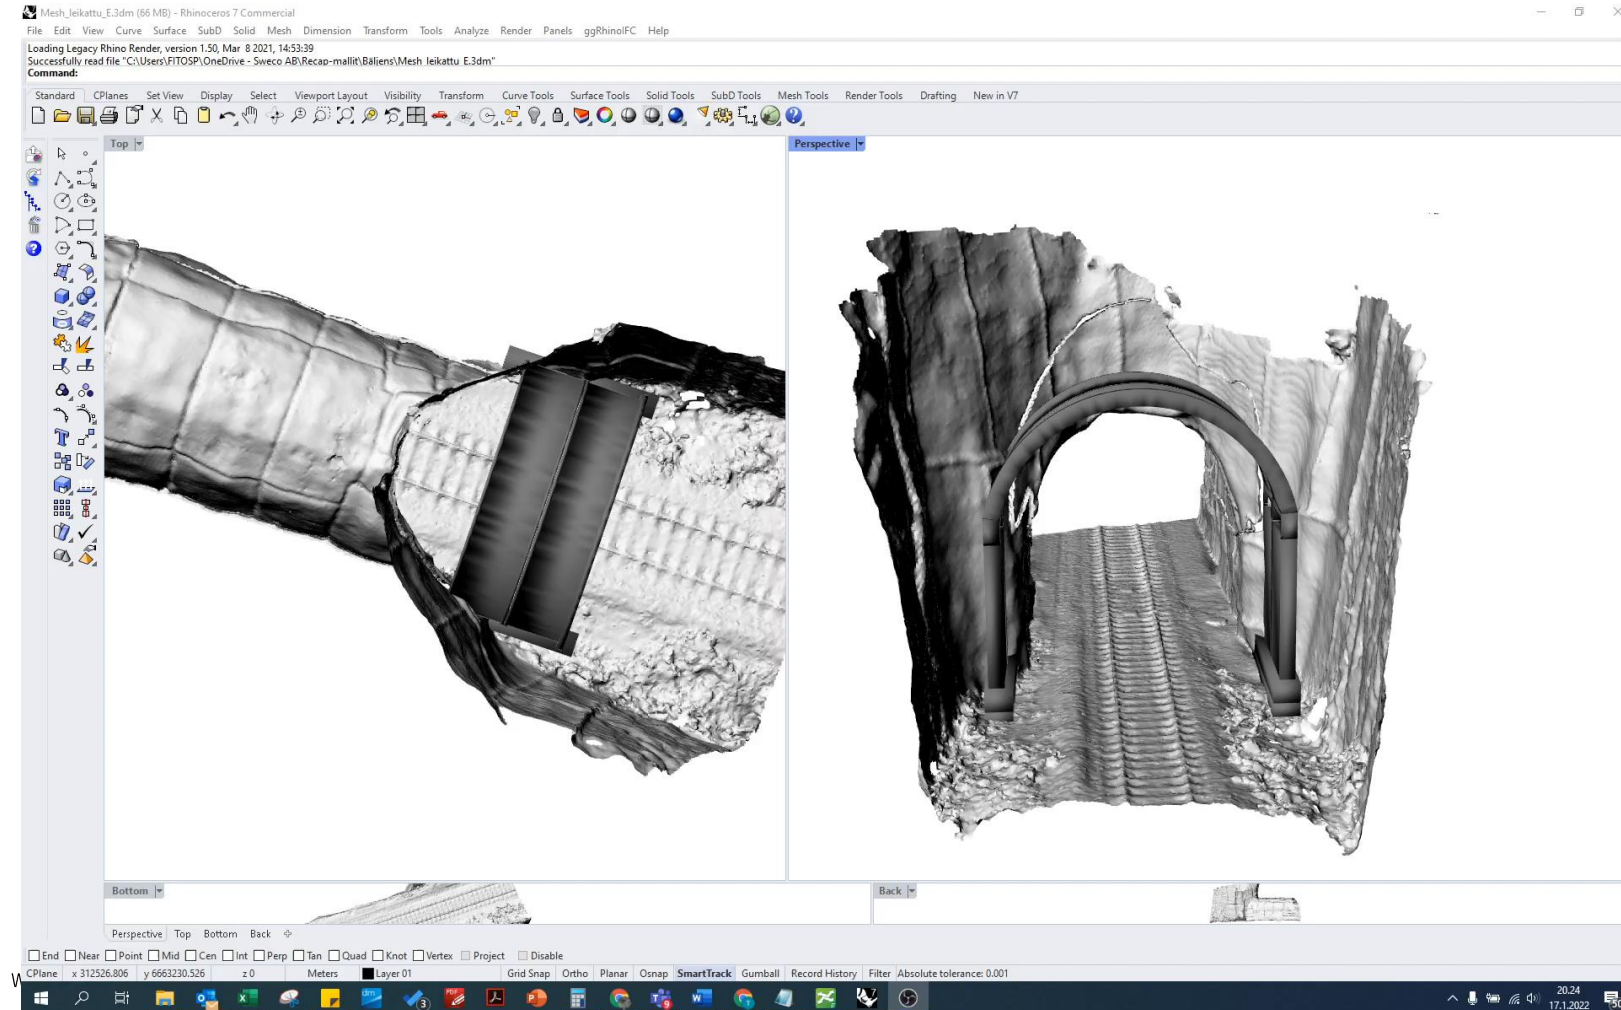 Mesh_leikattu_E.3dm (66 MB) - Rhinoceros 7 Commercial
File Edit View Curve Surface SubD Solid Mesh Dimension Transform Tools Analyze Render Panels ggRhinoIFC Help
Loading Legacy Rhino Render, version 1.50, Mar 8 2021, 14:53:39
Successfully read file "C:\Users\FITOSP\OneDrive - Sweco AB\Recap-mallit\Bäljens\Mesh_leikattu_E.3dm"
Command:
Standard CPlanes Set View Display Select Viewport Layout Visibility Transform Curve Tools Surface Tools Solid Tools SubD Tools Mesh Tools Render Tools Drafting New in V7
Top
Perspective
Bottom
Back
Perspective Top Bottom Back
End Near Point Mid Cen Int Perp Tan Quad Knot Vertex Project Disable
CPlane x 312526.806 y 6663230.526 z 0 Meters Layer 01 Grid Snap Ortho Planar Osnap SmartTrack Gumball Record History Filter Absolute tolerance: 0.001
20.24
17.1.2022